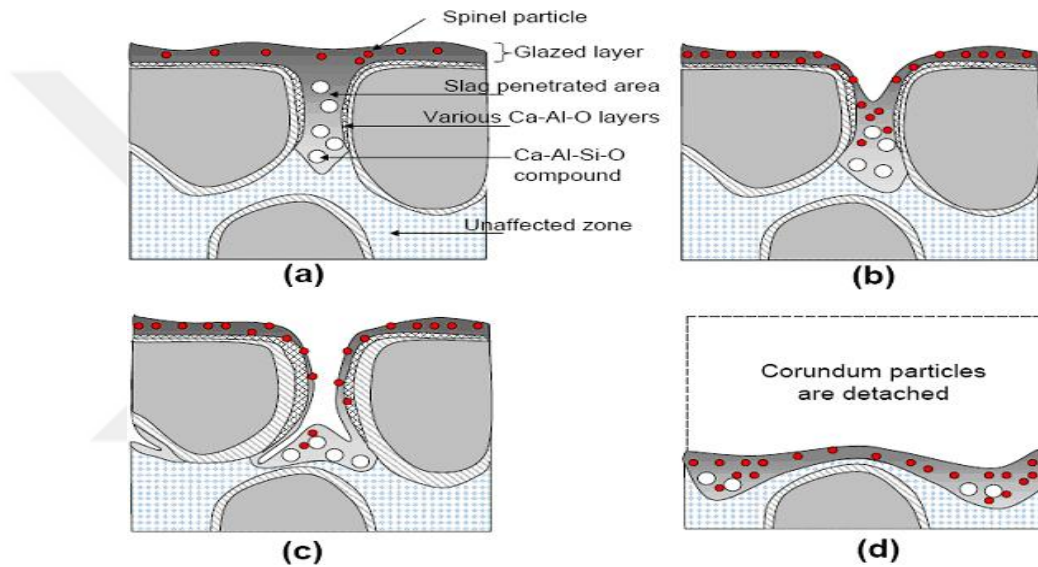 Spinel particle
Glazed layer
Slag penetrated area
Various Ca-Al-O layers
Ca-Al-Si-O
compound
Unaffected zone
(a)
(b)
Corundum particles
are detached
(c)
(d)